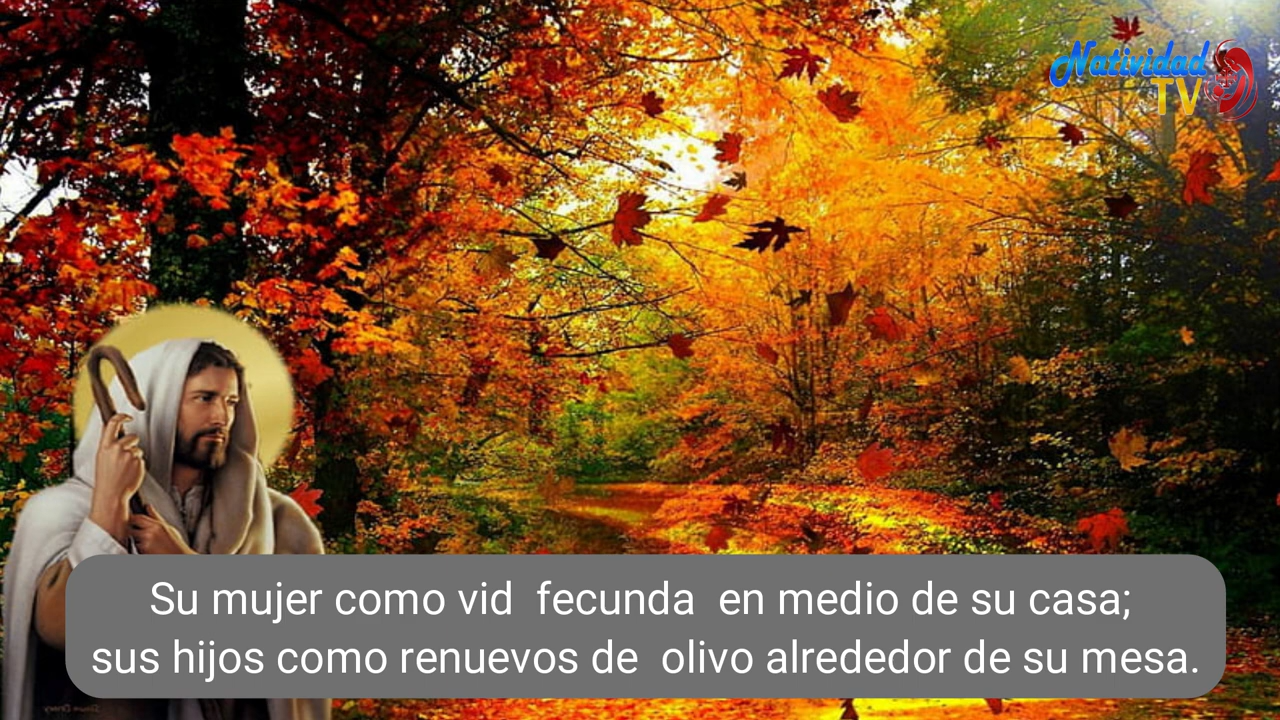 Natividad
TV
Su mujer como vid fecunda en medio de su casa;
sus hijos como renuevos de olivo alrededor de su mesa.